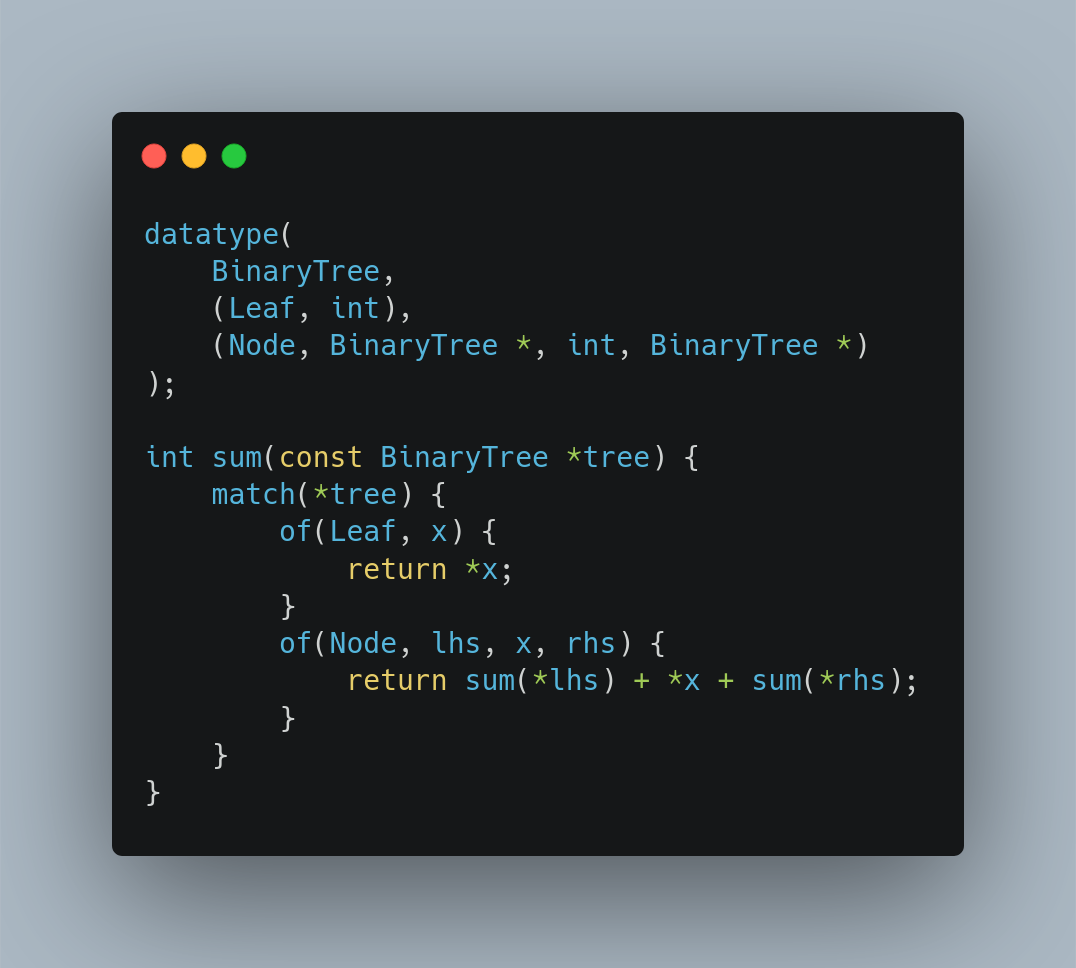 datatype(
    BinaryTree,
    (Leaf, int),
    (Node, BinaryTree *, int, BinaryTree *)
);

int sum(const BinaryTree *tree) {
    match(*tree) {
        of(Leaf, x) {
            return *x;
        }
        of(Node, lhs, x, rhs) {
            return sum(*lhs) + *x + sum(*rhs);
        }
    }
}